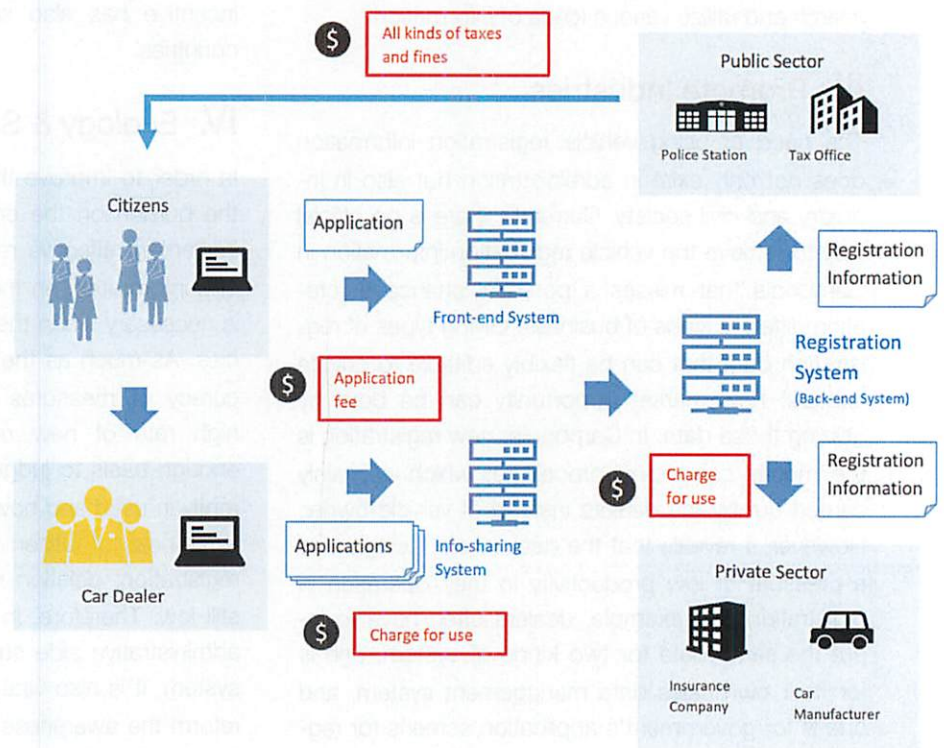 All kinds of taxes
and fines
Public Sector
Police Station
Tax Office
Citizens
Application
Front-end System
Registration
Information
Registration
System
(Back-end System)
Application
fee
Charge
for use
Registration
Information
Applications
Info-sharing
System
Car Dealer
Charge for use
Private Sector
Insurance
Company
Car
Manufacturer